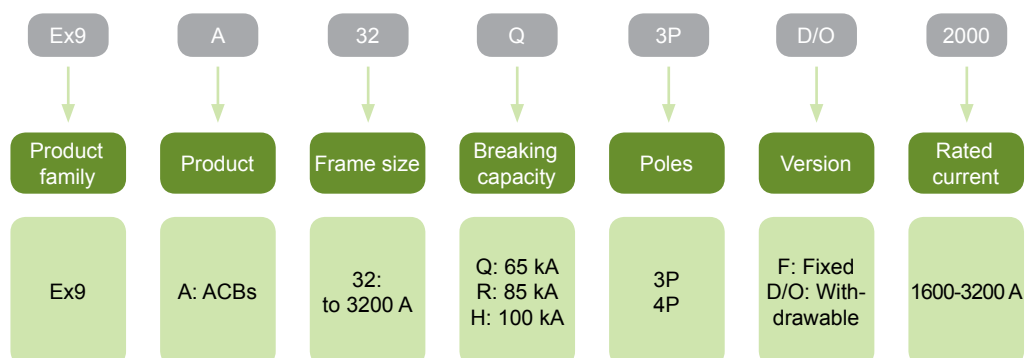 Ex9 A 32 Q 3P D/O 2000
Product family
Product
Frame size
Breaking capacity
Poles
Version
Rated current
Ex9
A: ACBs
32:
to 3200 A
Q: 65 kA
R: 85 kA
H: 100 kA
3P
4P
F: Fixed
D/O: With-
drawable
1600-3200 A